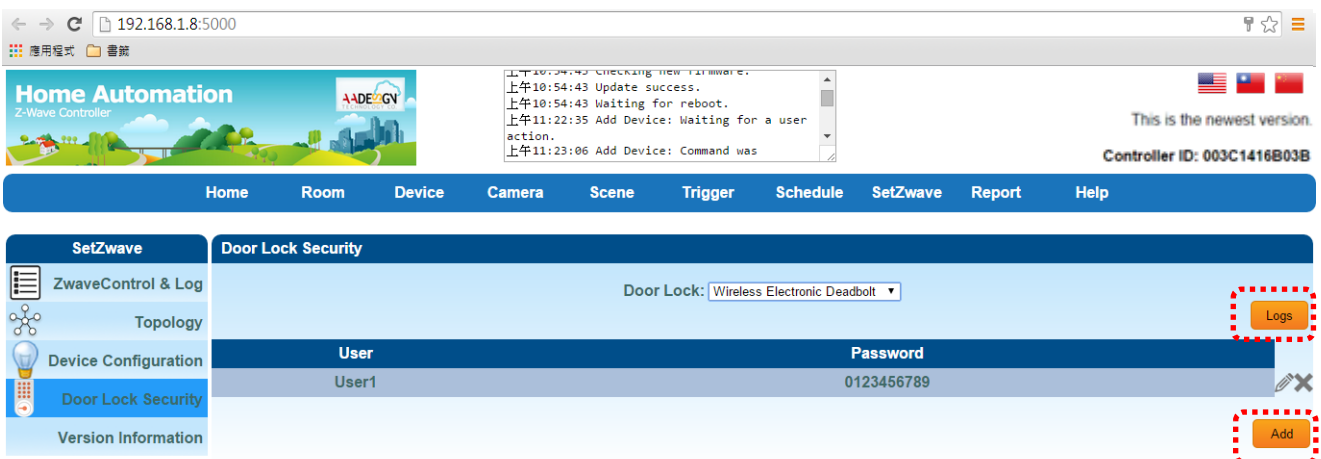 192.168.1.8:5000
應用程式 書籤
Home Automation
Z-Wave Controller
AADESIGN
上午10:54:43 Checking new firmware.
上午10:54:43 Update success.
上午10:54:43 Waiting for reboot.
上午11:22:35 Add Device: Waiting for a user
action.
上午11:23:06 Add Device: Command was
This is the newest version.
Controller ID: 003C1416B03B
Home Room Device Camera Scene Trigger Schedule SetZwave Report Help
SetZwave
ZwaveControl & Log
Topology
Device Configuration
Door Lock Security
Version Information
Door Lock Security
Door Lock: Wireless Electronic Deadbolt
Logs
User Password
User1 0123456789
Add